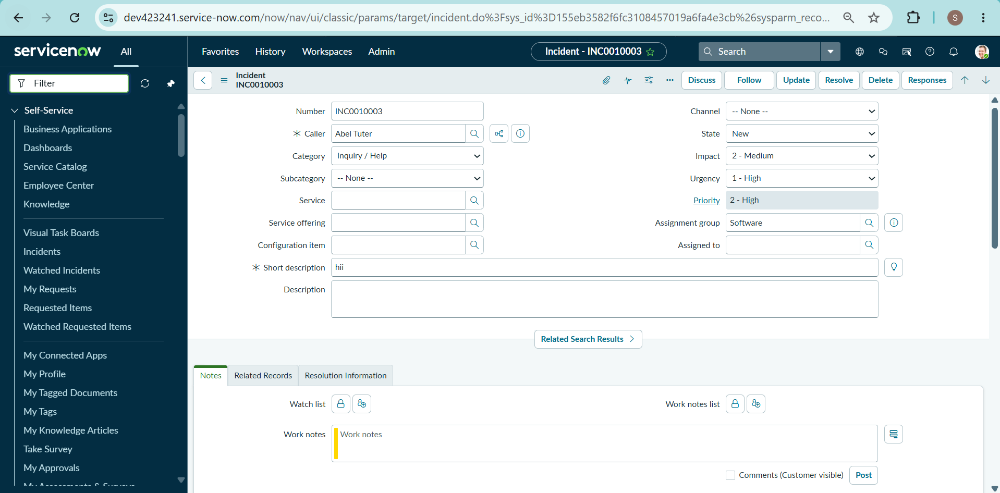 dev423241.service-now.com/now/nav/ui/classic/params/target/incident.do%3Fsys_id%3D155eb3582f6fc3108457019a6fa4e3cb%26sysparm_reco...
S
servicenow
All
Favorites
History
Workspaces
Admin
Incident - INC0010003
Search
Filter
Self-Service
Business Applications
Dashboards
Service Catalog
Employee Center
Knowledge
Visual Task Boards
Incidents
Watched Incidents
My Requests
Requested Items
Watched Requested Items
My Connected Apps
My Profile
My Tagged Documents
My Tags
My Knowledge Articles
Take Survey
My Approvals
My Assessments & Surveys
Incident
INC0010003
Discuss
Follow
Update
Resolve
Delete
Responses
Number
INC0010003
Caller
Abel Tuter
Category
Inquiry / Help
Subcategory
-- None --
Service
Service offering
Configuration item
Channel
-- None --
State
New
Impact
2 - Medium
Urgency
1 - High
Priority
2 - High
Assignment group
Software
Assigned to
Short description
hii
Description
Related Search Results
Notes
Related Records
Resolution Information
Watch list
Work notes list
Work notes
Work notes
Comments (Customer visible)
Post